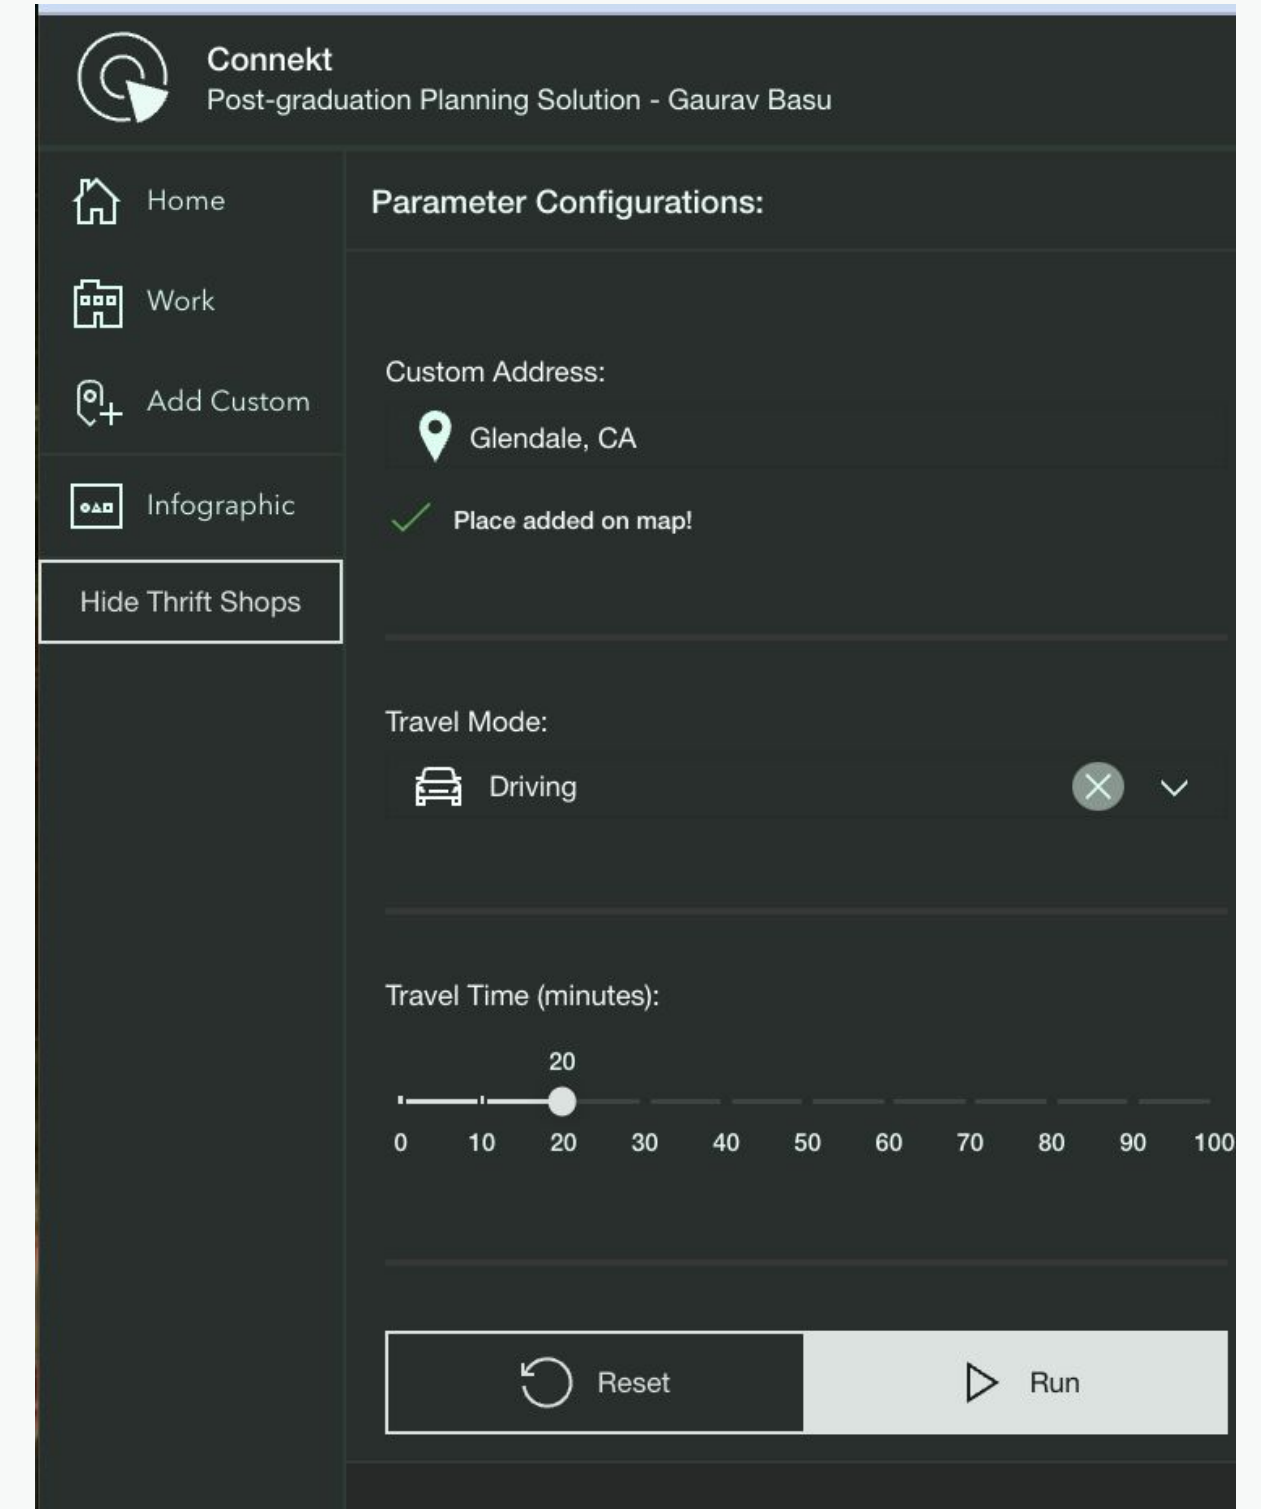 Connekt
Post-graduation Planning Solution - Gaurav Basu
Home
Work
Add Custom
Infographic
Hide Thrift Shops
Parameter Configurations:
Custom Address:
Glendale, CA
Place added on map!
Travel Mode:
Driving
Travel Time (minutes):
20
0 10 20 30 40 50 60 70 80 90 100
Reset Run